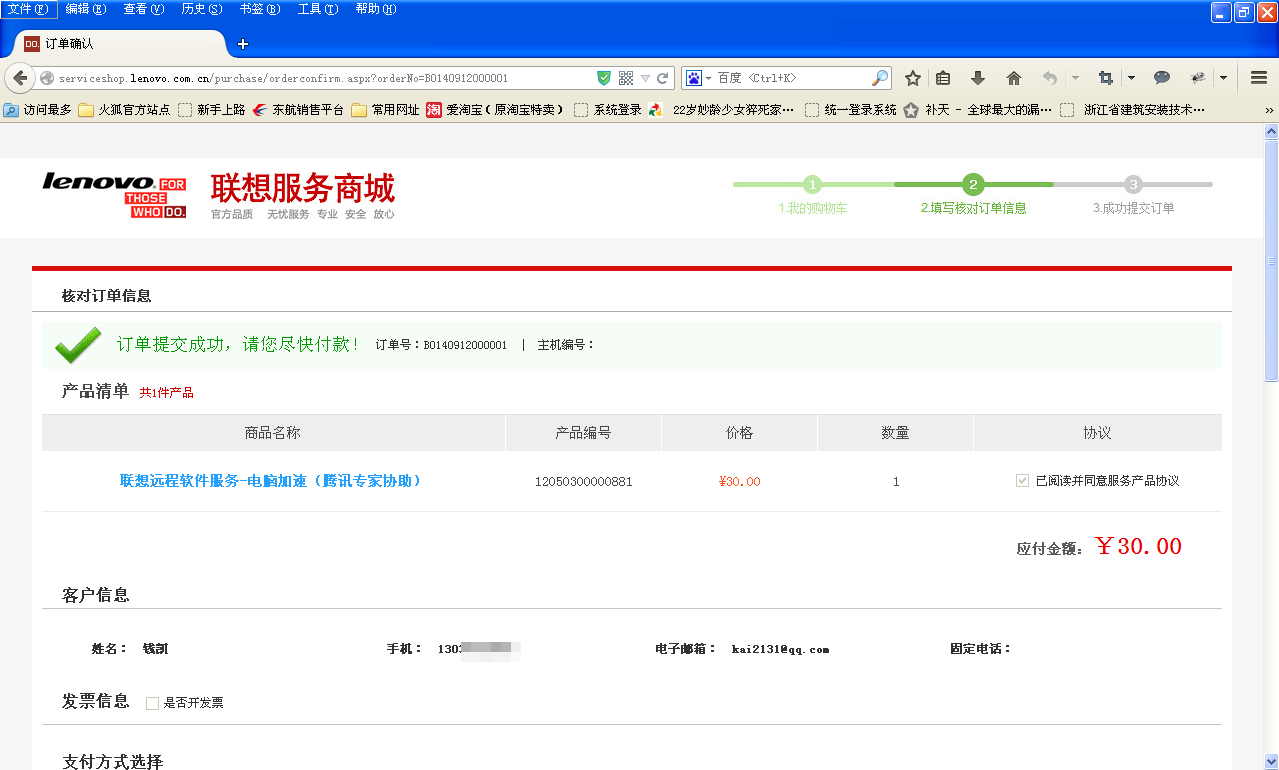 文件(F) 编辑(E) 查看(V) 历史(S) 书签(B) 工具(T) 帮助(H)
DO. 订单确认
serviceshop.lenovo.com.cn/purchase/orderconfirm.aspx?orderNo=B0140912000001 百度 <Ctrl+K>
访问最多 火狐官方站点 新手上路 东航销售平台 常用网址 淘 爱淘宝（原淘宝特卖） 系统登录 22岁妙龄少女猝死家… 统一登录系统 补天 - 全球最大的漏… 浙江省建筑安装技术… »
lenovo. FOR THOSE WHO DO.
联想服务商城
官方品质 无忧服务 专业 安全 放心
1 2 3
1.我的购物车 2.填写核对订单信息 3.成功提交订单
核对订单信息
订单提交成功，请您尽快付款！ 订单号：B0140912000001 | 主机编号：
产品清单 共1件产品
商品名称 产品编号 价格 数量 协议
联想远程软件服务-电脑加速（腾讯专家协助） 12050300000881 ¥30.00 1 已阅读并同意服务产品协议
应付金额： ￥30.00
客户信息
姓名： 钱凯 手机： 130 电子邮箱： kai2131@qq.com 固定电话：
发票信息 是否开发票
支付方式选择